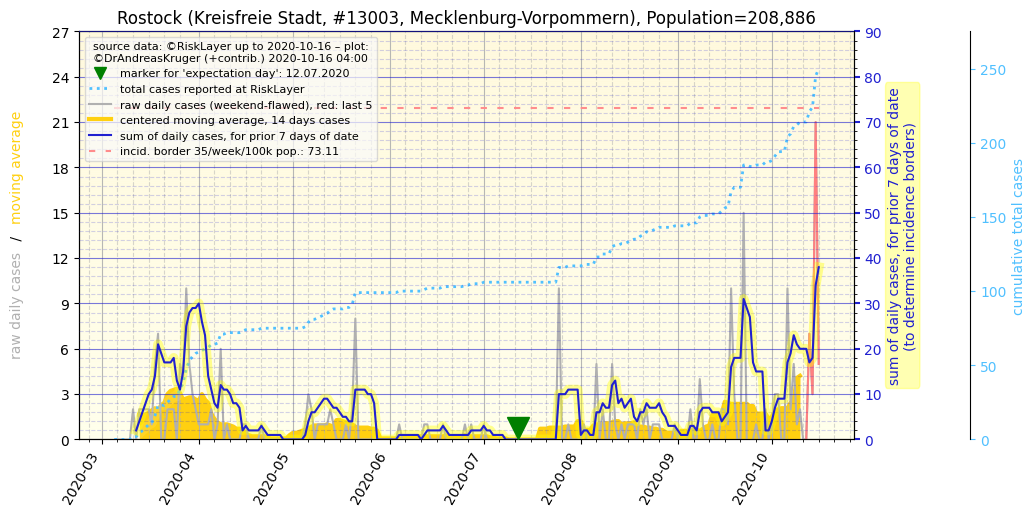 Rostock (Kreisfreie Stadt, #13003, Mecklenburg-Vorpommern), Population=208,886
source data: ©RiskLayer up to 2020-10-16 – plot:
©DrAndreasKruger (+contrib.) 2020-10-16 04:00
marker for 'expectation day': 12.07.2020
total cases reported at RiskLayer
raw daily cases (weekend-flawed), red: last 5
centered moving average, 14 days cases
sum of daily cases, for prior 7 days of date
incid. border 35/week/100k pop.: 73.11
raw daily cases / moving average
27
24
21
18
15
12
9
6
3
0
2020-03
2020-04
2020-05
2020-06
2020-07
2020-08
2020-09
2020-10
90
80
70
60
50
40
30
20
10
0
sum of daily cases, for prior 7 days of date
(to determine incidence borders)
250
200
150
100
50
0
cumulative total cases